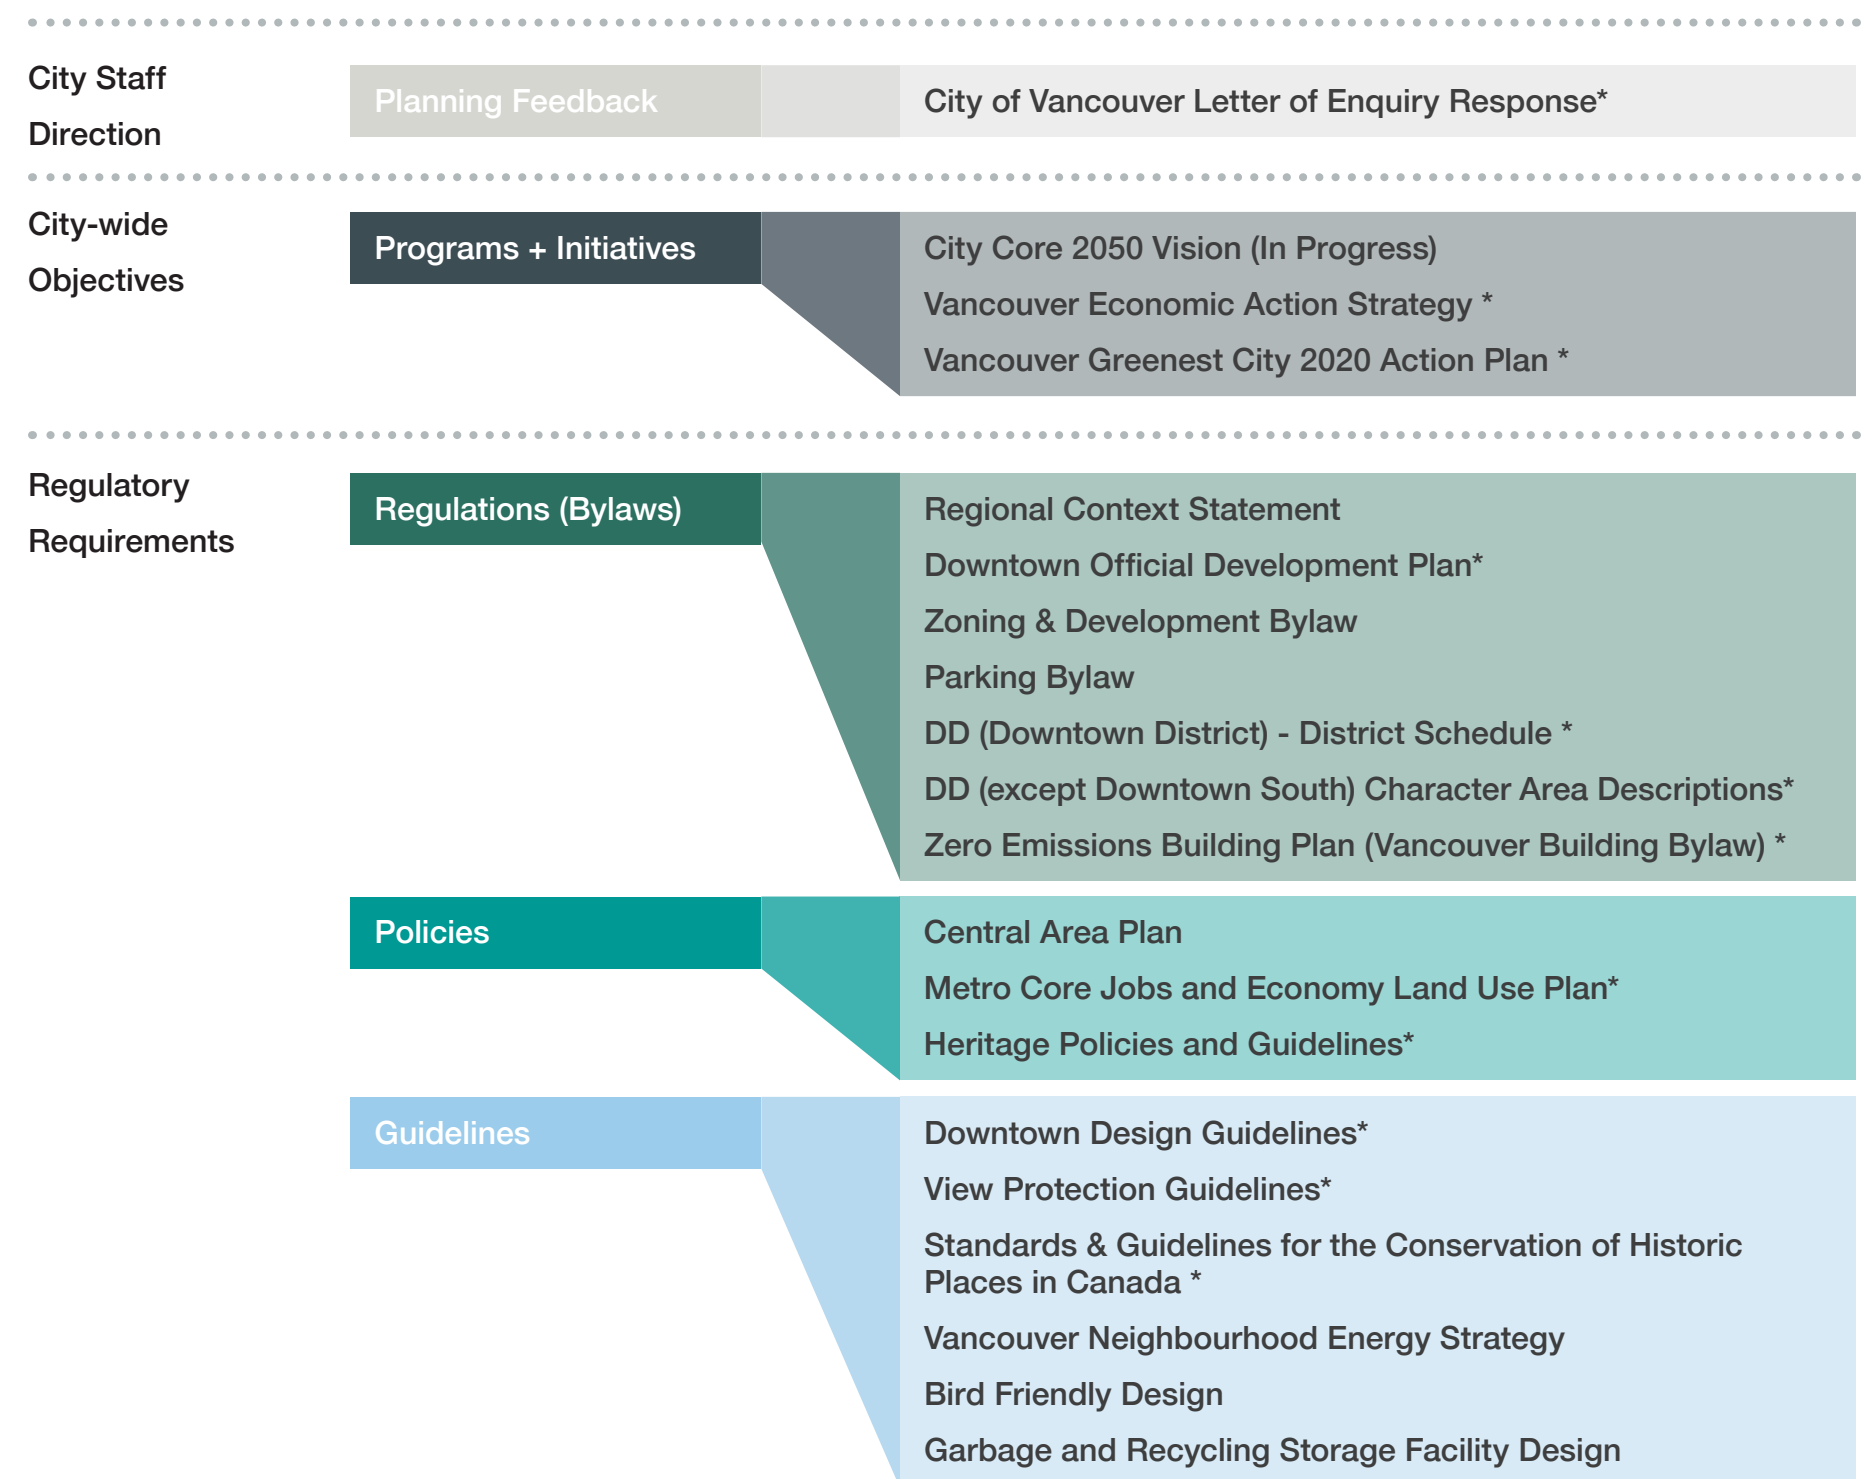 City Staff
Direction
Planning Feedback
City of Vancouver Letter of Enquiry Response*
City-wide
Objectives
Programs + Initiatives
City Core 2050 Vision (In Progress)
Vancouver Economic Action Strategy *
Vancouver Greenest City 2020 Action Plan *
Regulatory
Requirements
Regulations (Bylaws)
Regional Context Statement
Downtown Official Development Plan*
Zoning & Development Bylaw
Parking Bylaw
DD (Downtown District) - District Schedule *
DD (except Downtown South) Character Area Descriptions*
Zero Emissions Building Plan (Vancouver Building Bylaw) *
Policies
Central Area Plan
Metro Core Jobs and Economy Land Use Plan*
Heritage Policies and Guidelines*
Guidelines
Downtown Design Guidelines*
View Protection Guidelines*
Standards & Guidelines for the Conservation of Historic
Places in Canada *
Vancouver Neighbourhood Energy Strategy
Bird Friendly Design
Garbage and Recycling Storage Facility Design